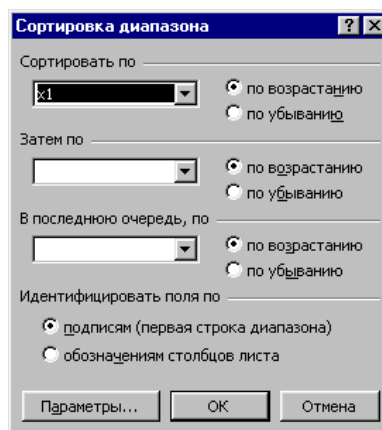 Сортировка диапазона
Сортировать по
x1
по возрастанию
по убыванию
Затем по
по возрастанию
по убыванию
В последнюю очередь, по
по возрастанию
по убыванию
Идентифицировать поля по
подписям (первая строка диапазона)
обозначениям столбцов листа
Параметры... ОК Отмена